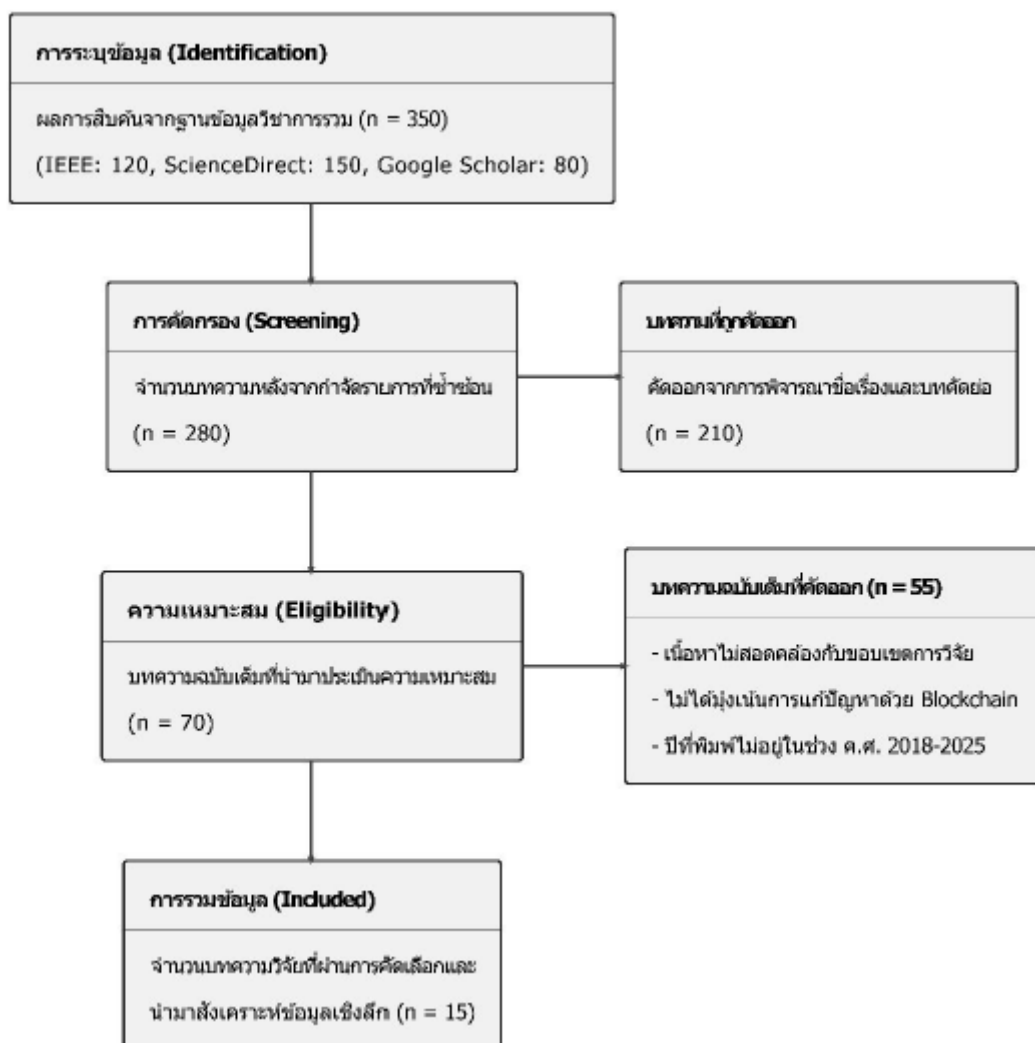 การระบุข้อมูล (Identification)
ผลการสืบค้นจากฐานข้อมูลวิชาการรวม (n = 350)
(IEEE: 120, ScienceDirect: 150, Google Scholar: 80)
การคัดกรอง (Screening)
จำนวนบทความหลังจากกำจัดรายการที่ซ้ำซ้อน
(n = 280)
บทความที่ถูกคัดออก
คัดออกจากการพิจารณาชื่อเรื่องและบทคัดย่อ
(n = 210)
ความเหมาะสม (Eligibility)
บทความฉบับเต็มที่นำมาประเมินความเหมาะสม
(n = 70)
บทความฉบับเต็มที่คัดออก (n = 55)
- เนื้อหาไม่สอดคล้องกับขอบเขตการวิจัย
- ไม่ได้มุ่งเน้นการแก้ปัญหาด้วย Blockchain
- ปีที่พิมพ์ไม่อยู่ในช่วง ค.ศ. 2018-2025
การรวมข้อมูล (Included)
จำนวนบทความวิจัยที่ผ่านการคัดเลือกและ
นำมาสังเคราะห์ข้อมูลเชิงลึก (n = 15)